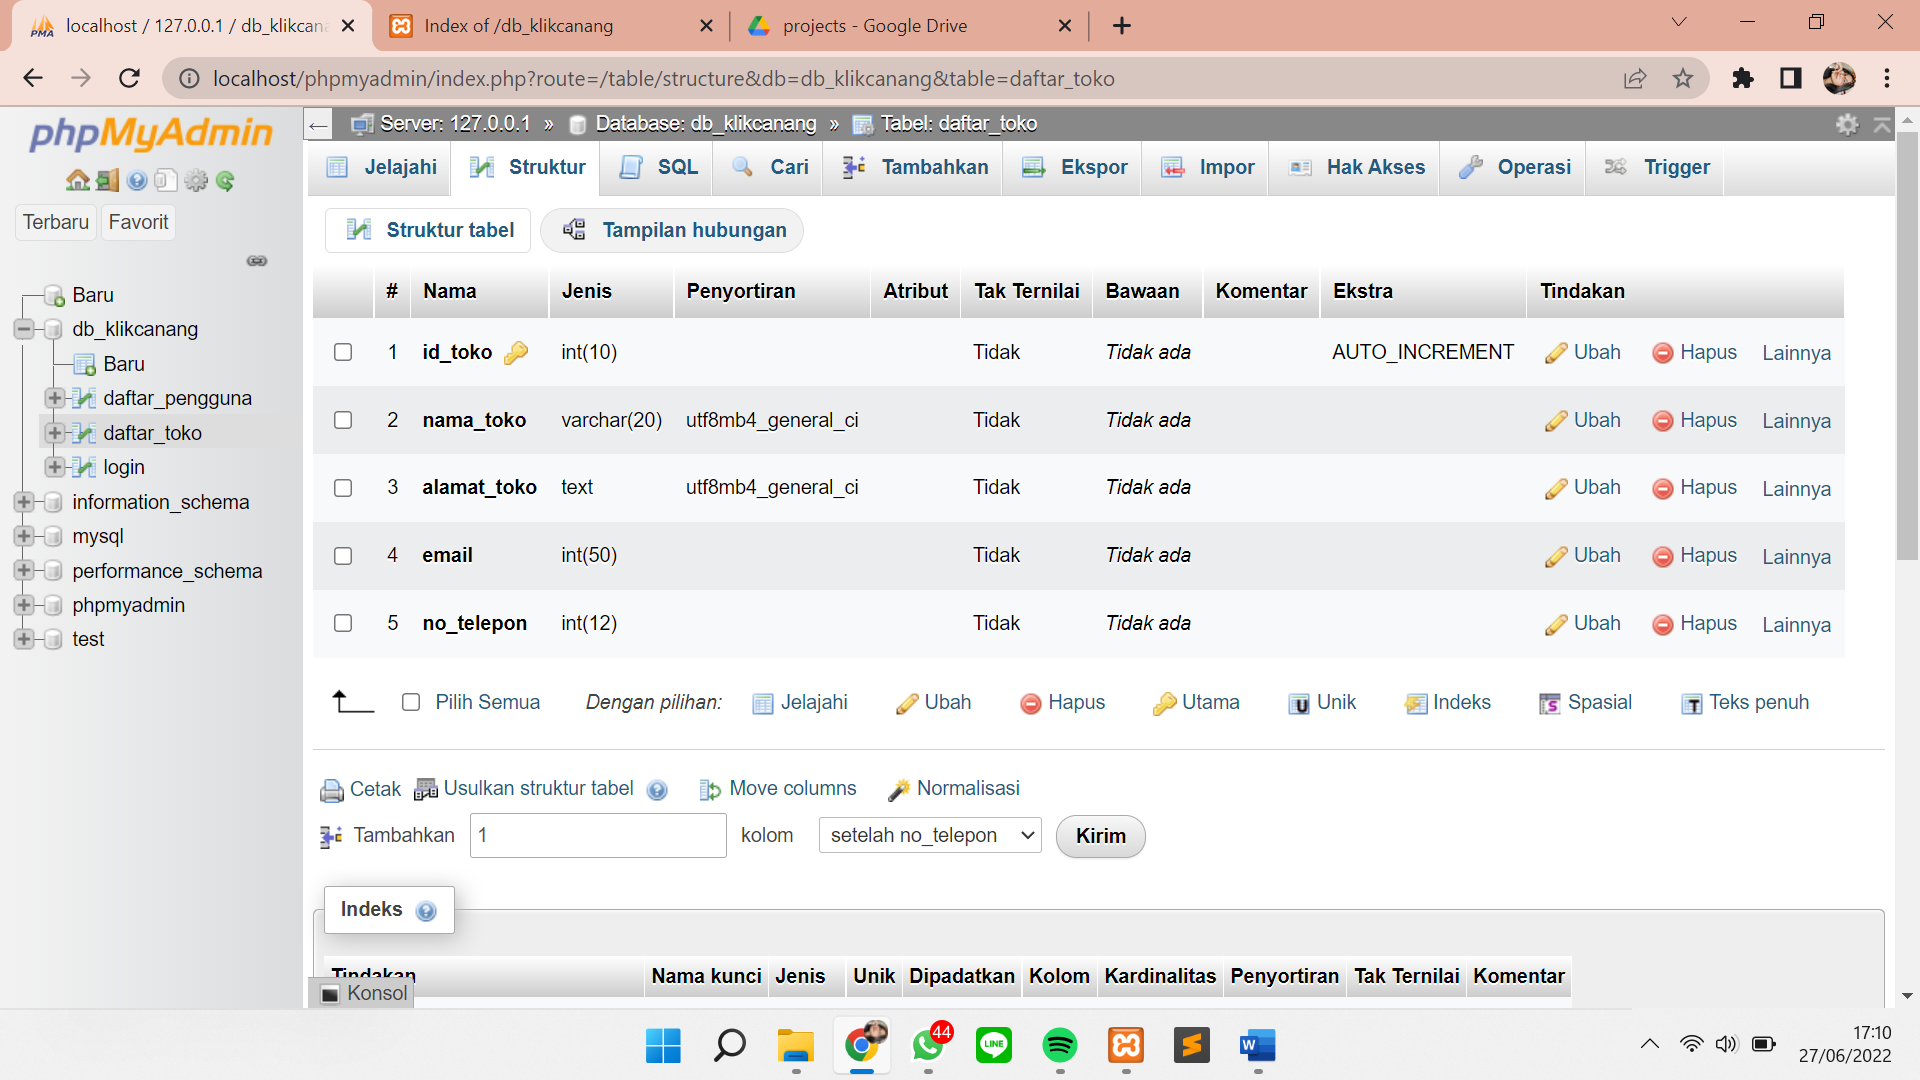 localhost / 127.0.0.1 / db_klikcana
Index of /db_klikcanang
projects - Google Drive
localhost/phpmyadmin/index.php?route=/table/structure&db=db_klikcanang&table=daftar_toko
phpMyAdmin
Terbaru Favorit
Baru
db_klikcanang
Baru
daftar_pengguna
daftar_toko
login
information_schema
mysql
performance_schema
phpmyadmin
test
Server: 127.0.0.1 » Database: db_klikcanang » Tabel: daftar_toko
Jelajahi Struktur SQL Cari Tambahkan Ekspor Impor Hak Akses Operasi Trigger
Struktur tabel Tampilan hubungan
# Nama Jenis Penyortiran Atribut Tak Ternilai Bawaan Komentar Ekstra Tindakan
1 id_toko int(10) Tidak Tidak ada AUTO_INCREMENT Ubah Hapus Lainnya
2 nama_toko varchar(20) utf8mb4_general_ci Tidak Tidak ada Ubah Hapus Lainnya
3 alamat_toko text utf8mb4_general_ci Tidak Tidak ada Ubah Hapus Lainnya
4 email int(50) Tidak Tidak ada Ubah Hapus Lainnya
5 no_telepon int(12) Tidak Tidak ada Ubah Hapus Lainnya
Pilih Semua Dengan pilihan: Jelajahi Ubah Hapus Utama Unik Indeks Spasial Teks penuh
Cetak Usulkan struktur tabel Move columns Normalisasi
Tambahkan 1 kolom setelah no_telepon Kirim
Indeks
Tindakan Nama kunci Jenis Unik Dipadatkan Kolom Kardinalitas Penyortiran Tak Ternilai Komentar
Konsol
44
LINE
17:10
27/06/2022